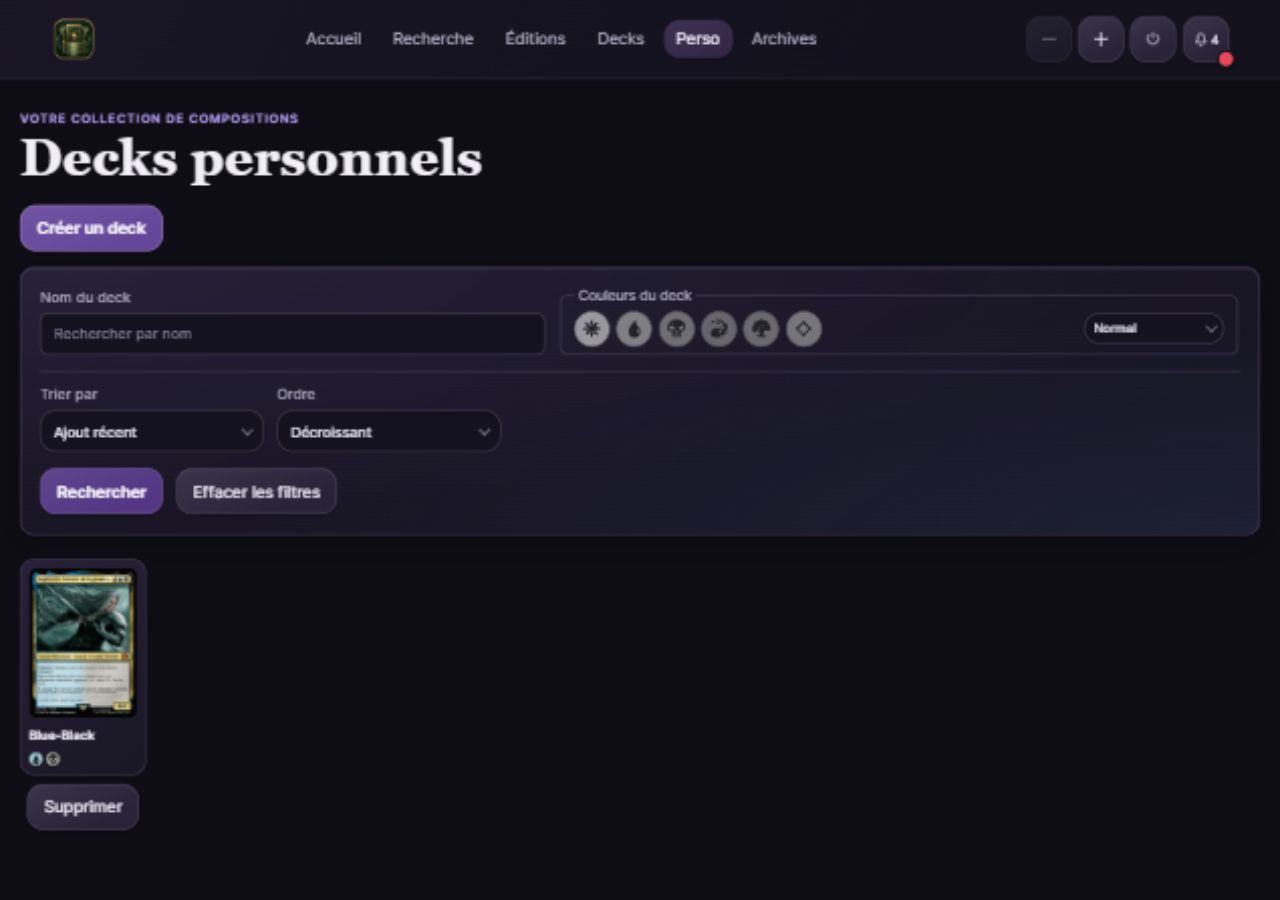 Accueil
Recherche
Éditions
Decks
Perso
Archives
4
VOTRE COLLECTION DE COMPOSITIONS
Decks personnels
Créer un deck
Nom du deck
Rechercher par nom
Couleurs du deck
Normal
Trier par
Ordre
Ajout récent
Décroissant
Rechercher
Effacer les filtres
Blue-Black
Supprimer